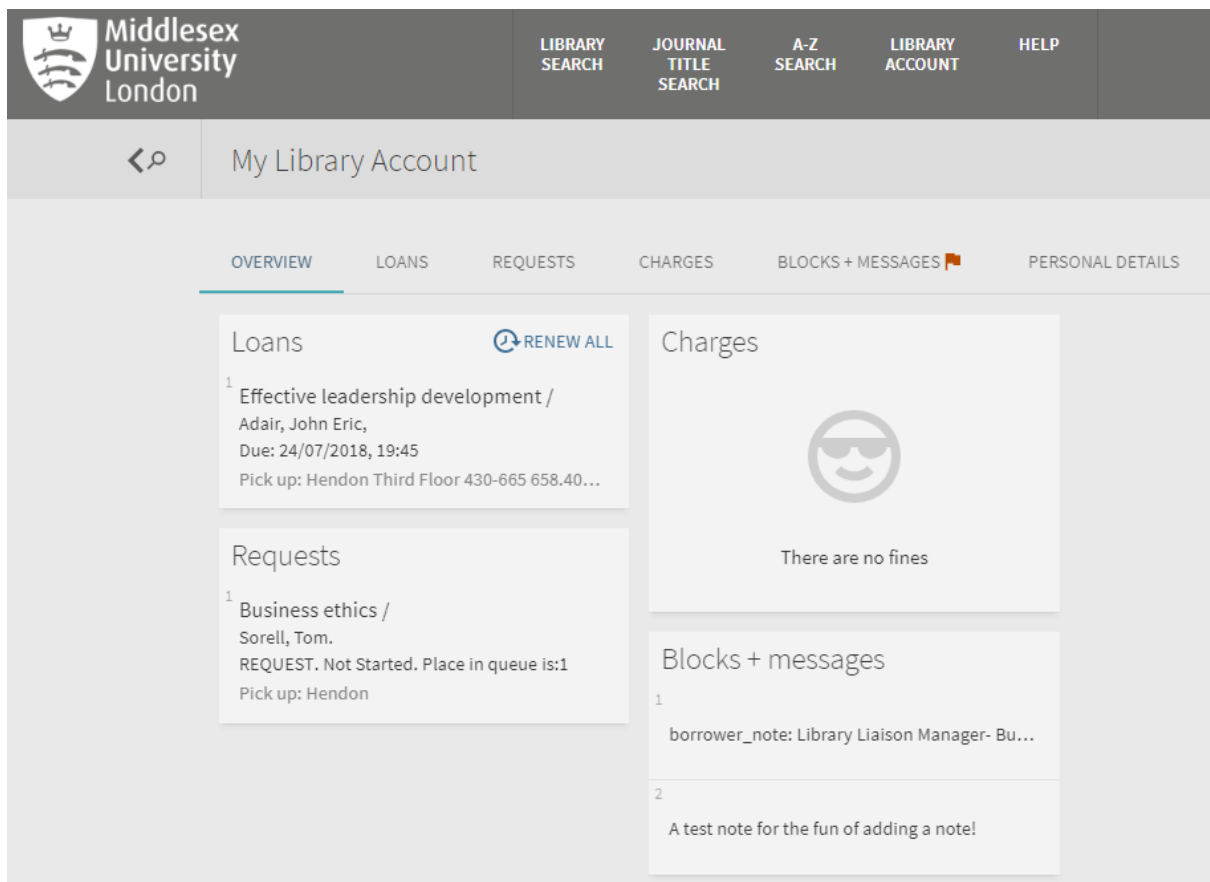 Middlesex
University
London
LIBRARY
SEARCH
JOURNAL
TITLE
SEARCH
A-Z
SEARCH
LIBRARY
ACCOUNT
HELP
My Library Account
OVERVIEW LOANS REQUESTS CHARGES BLOCKS + MESSAGES PERSONAL DETAILS
Loans RENEW ALL
1
Effective leadership development /
Adair, John Eric,
Due: 24/07/2018, 19:45
Pick up: Hendon Third Floor 430-665 658.40...
Requests
1
Business ethics /
Sorell, Tom.
REQUEST. Not Started. Place in queue is:1
Pick up: Hendon
Charges
There are no fines
Blocks + messages
1
borrower_note: Library Liaison Manager- Bu...
2
A test note for the fun of adding a note!